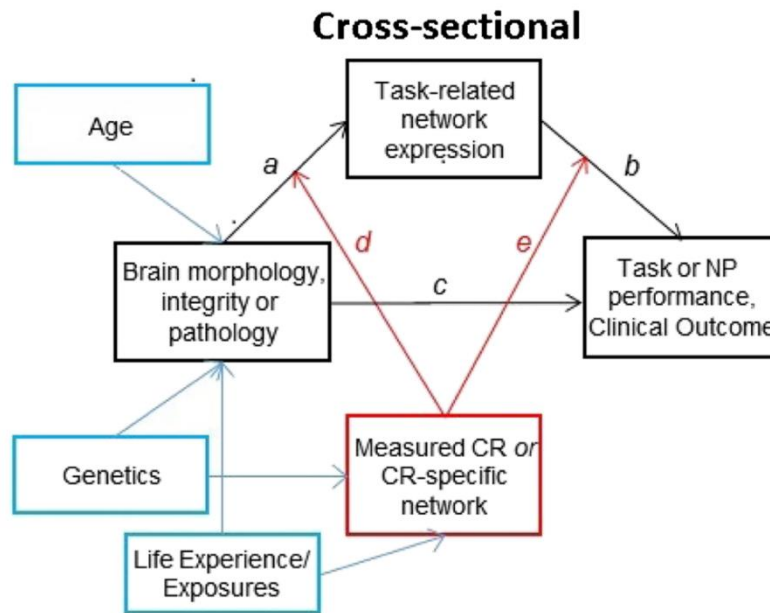 Cross-sectional
Age
Task-related
network
expression
a
b
d
e
Brain morphology,
integrity or
pathology
c
Task or NP
performance,
Clinical Outcome
Genetics
Measured CR or
CR-specific
network
Life Experience/
Exposures